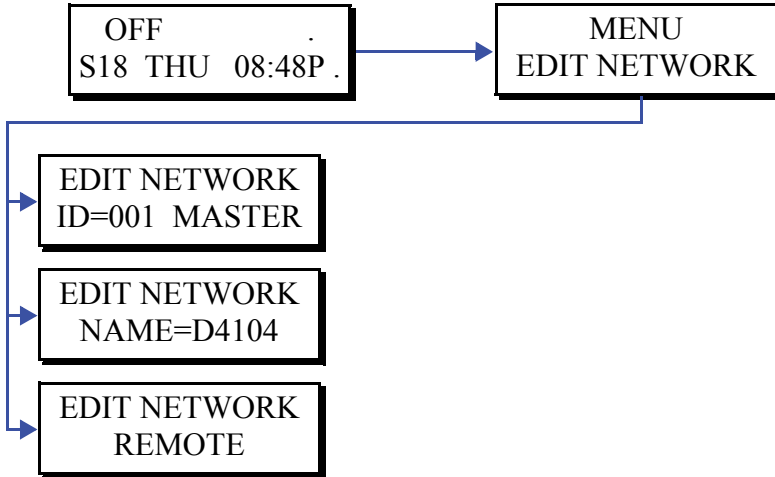 OFF .
S18 THU 08:48P .
MENU
EDIT NETWORK
EDIT NETWORK
ID=001 MASTER
EDIT NETWORK
NAME=D4104
EDIT NETWORK
REMOTE